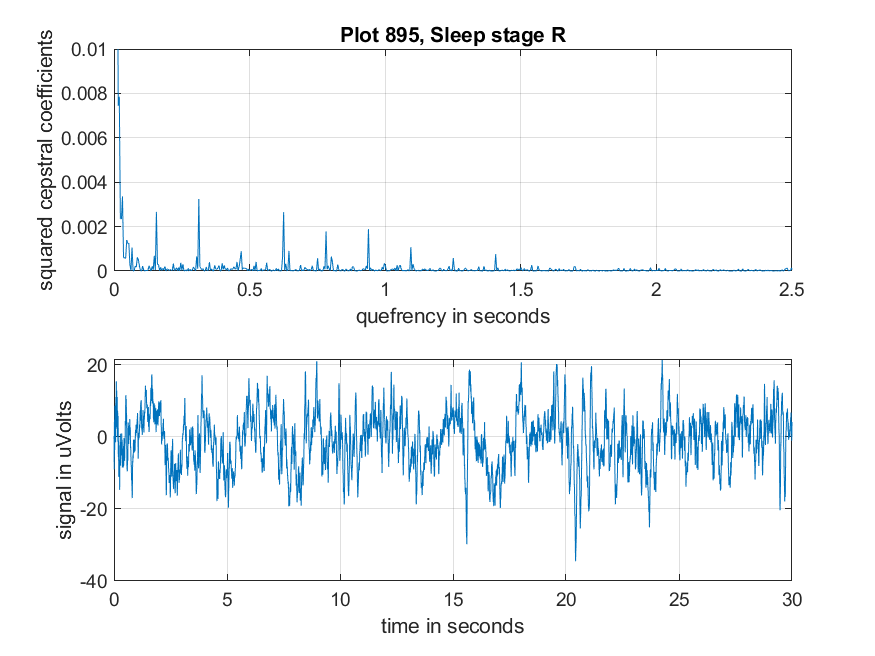 Plot 895, Sleep stage R
squared cepstral coefficients
0.01
0.008
0.006
0.004
0.002
0
0 0.5 1 1.5 2 2.5
quefrency in seconds
signal in uVolts
20
0
-20
-40
0 5 10 15 20 25 30
time in seconds